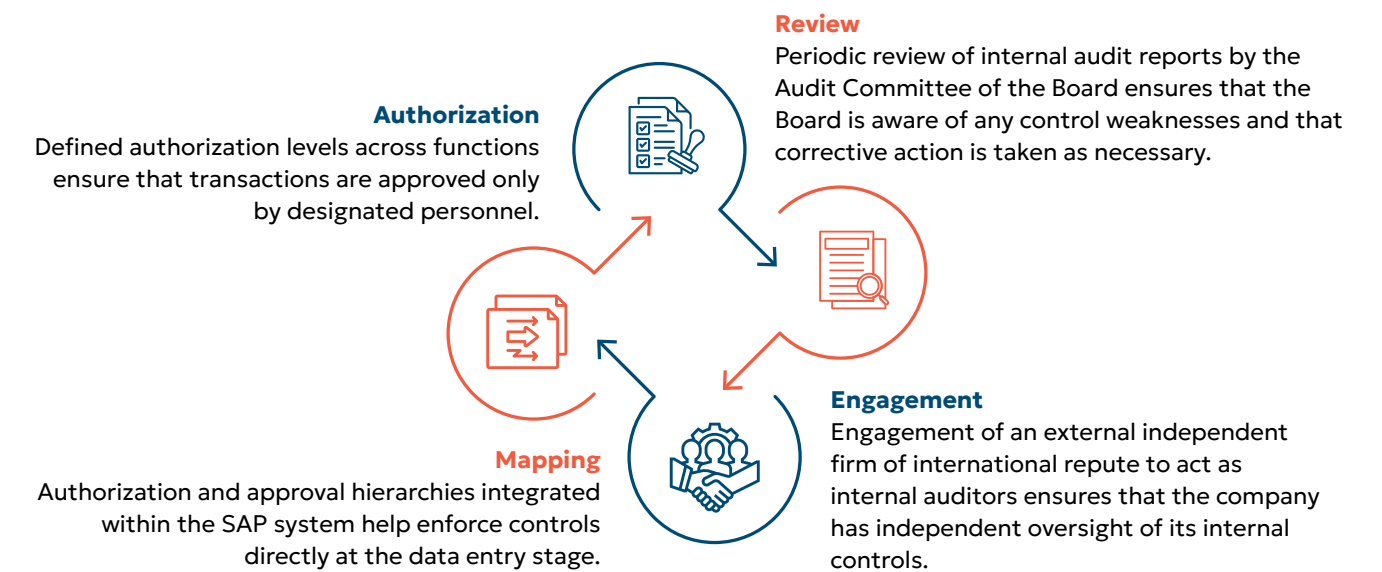 Authorization
Defined authorization levels across functions
ensure that transactions are approved only
by designated personnel.
Review
Periodic review of internal audit reports by the
Audit Committee of the Board ensures that the
Board is aware of any control weaknesses and that
corrective action is taken as necessary.
Engagement
Engagement of an external independent
firm of international repute to act as
internal auditors ensures that the company
has independent oversight of its internal
controls.
Mapping
Authorization and approval hierarchies integrated
within the SAP system help enforce controls
directly at the data entry stage.